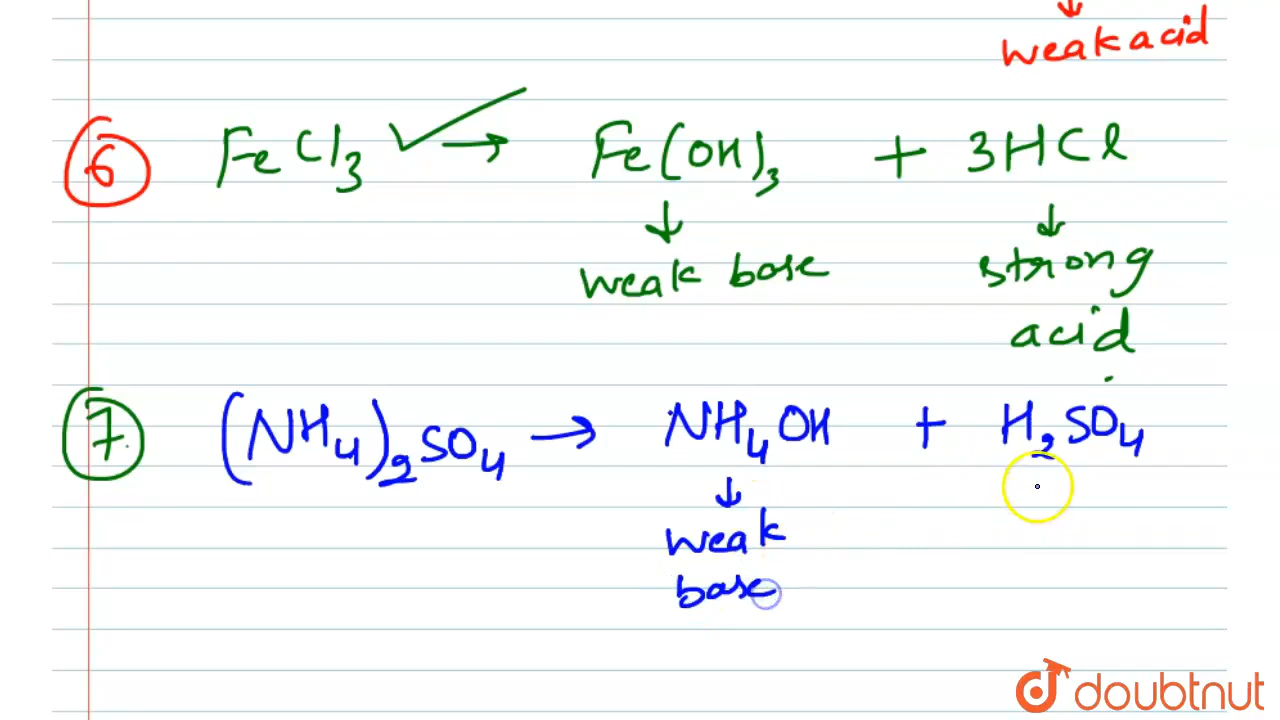 weak acid
6 FeCl3 ✓→ Fe(OH)3 + 3HCl
↓ ↓
weak base strong
acid
7. (NH4)2SO4 → NH4OH + H2SO4
↓
weak
base
doubtnut